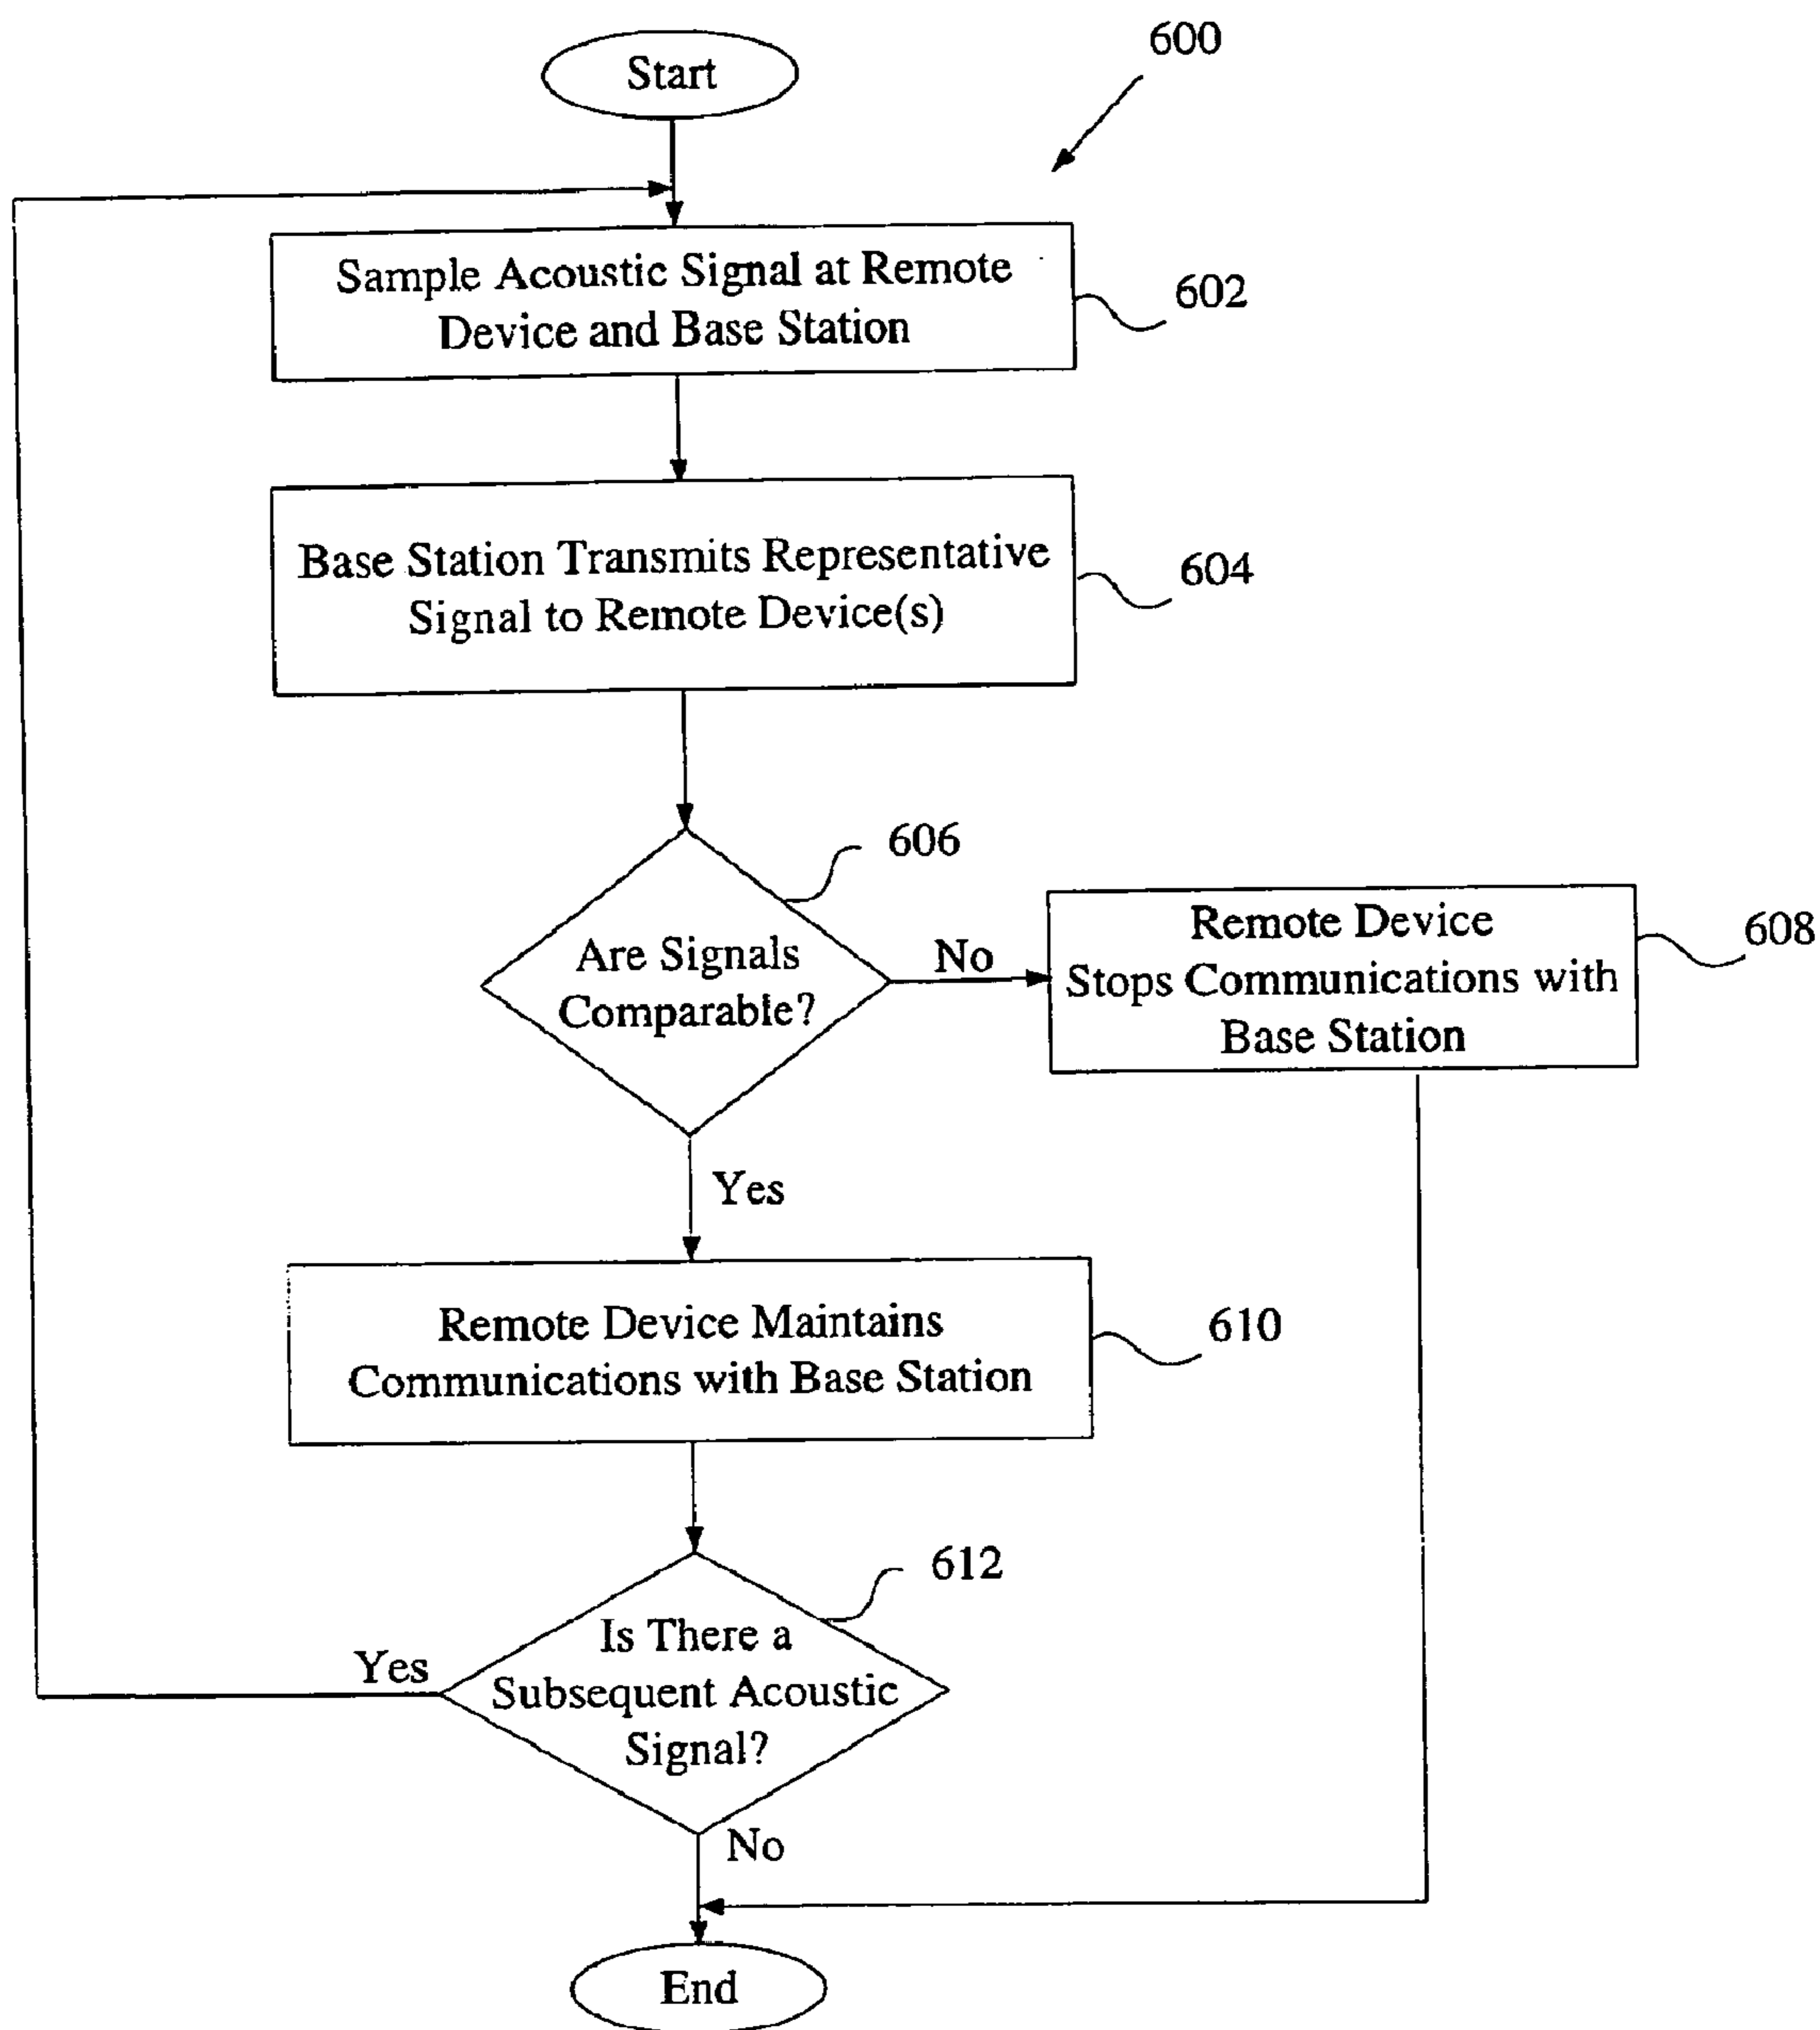 600
Start
Sample Acoustic Signal at Remote
Device and Base Station
602
Base Station Transmits Representative
Signal to Remote Device(s)
604
606
Are Signals
Comparable?
No
Remote Device
Stops Communications with
Base Station
608
Yes
Remote Device Maintains
Communications with Base Station
610
612
Is There a
Subsequent Acoustic
Signal?
Yes
No
End